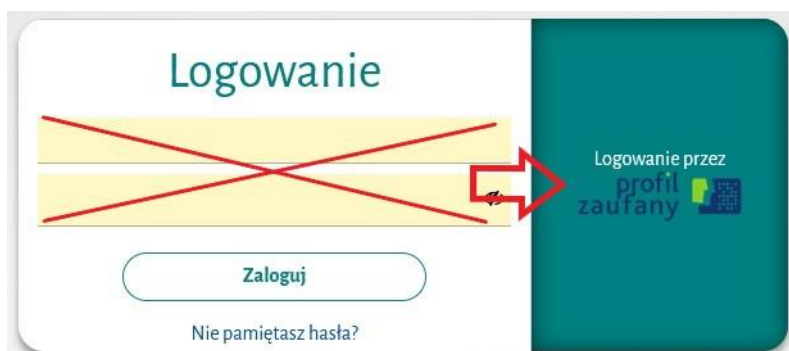 Logowanie
Zaloguj
Nie pamiętasz hasła?
Logowanie przez
profil
zaufany